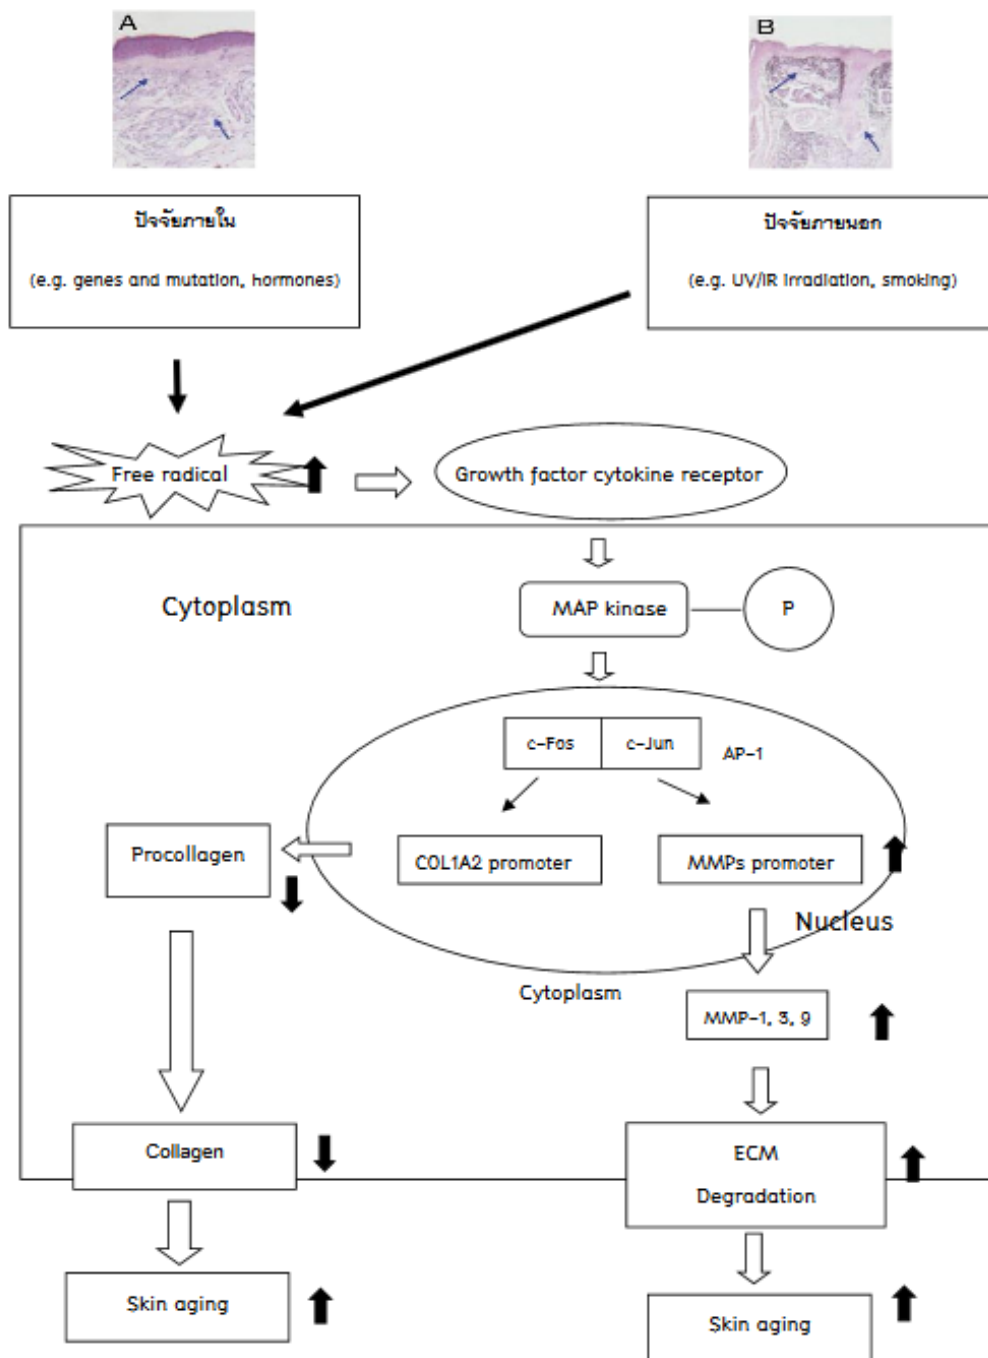 A
B
ปัจจัยภายใน
(e.g. genes and mutation, hormones)
ปัจจัยภายนอก
(e.g. UV/IR irradiation, smoking)
Free radical
Growth factor cytokine receptor
Cytoplasm
MAP kinase
P
c-Fos
c-Jun
AP-1
Procollagen
COL1A2 promoter
MMPs promoter
Nucleus
Cytoplasm
MMP-1, 3, 9
Collagen
ECM
Degradation
Skin aging
Skin aging